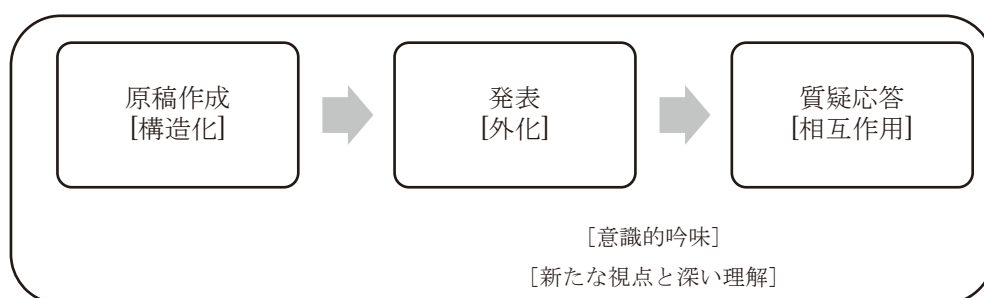 原稿作成
[構造化]
発表
[外化]
質疑応答
[相互作用]
[意識的吟味]
[新たな視点と深い理解]